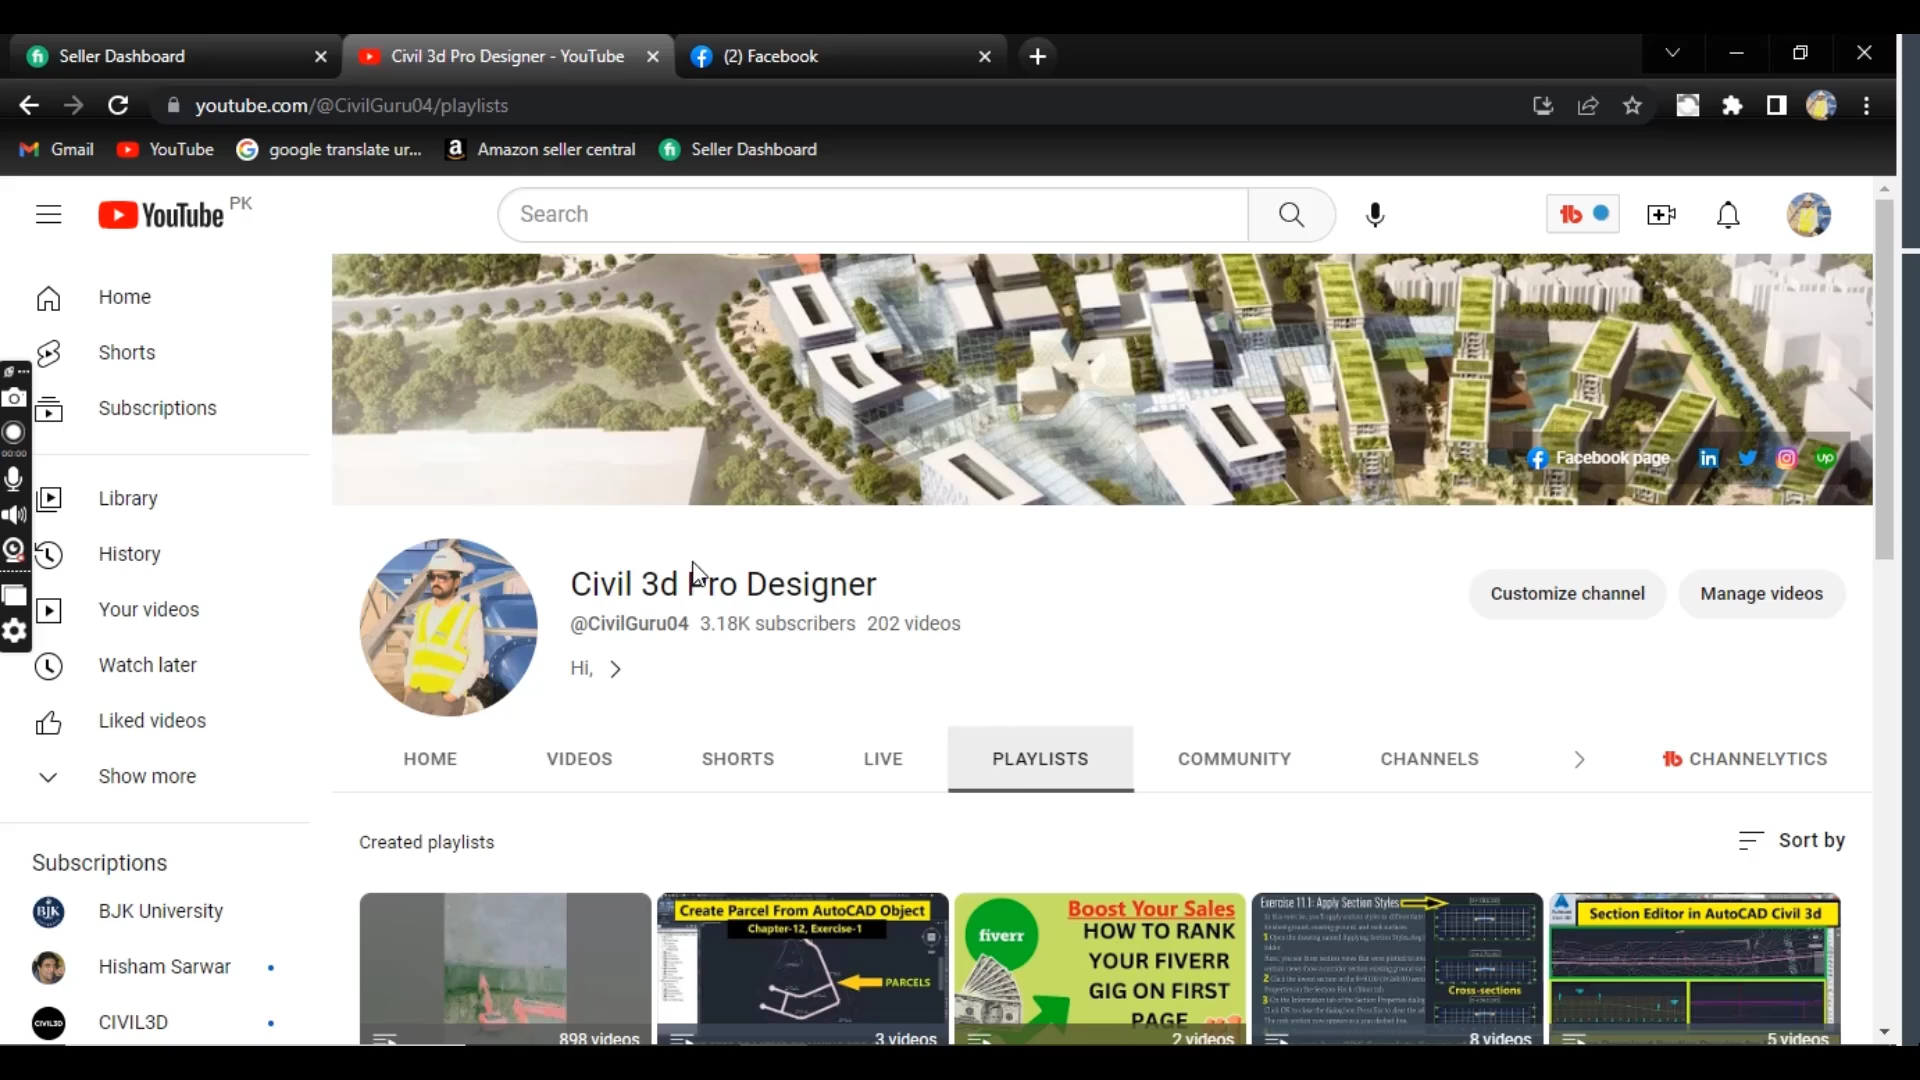 Seller Dashboard
Civil 3d Pro Designer - YouTube
(2) Facebook
youtube.com/@CivilGuru04/playlists
Gmail
YouTube
google translate ur...
Amazon seller central
Seller Dashboard
YouTube PK
Search
Home
Shorts
Subscriptions
00:00
Library
History
Your videos
Watch later
Liked videos
Show more
Subscriptions
BJK University
Hisham Sarwar
CIVIL3D
Facebook page
Civil 3d Pro Designer
@CivilGuru04 3.18K subscribers 202 videos
Hi,
Customize channel
Manage videos
HOME
VIDEOS
SHORTS
LIVE
PLAYLISTS
COMMUNITY
CHANNELS
CHANNELYTICS
Created playlists
Sort by
898 videos
Create Parcel From AutoCAD Object
Chapter-12, Exercise-1
PARCELS
3 videos
fiverr
Boost Your Sales
HOW TO RANK
YOUR FIVERR
GIG ON FIRST
PAGE
2 videos
Exercise 11.1: Apply Section Styles
Cross-sections
8 videos
Section Editor in AutoCAD Civil 3d
5 videos